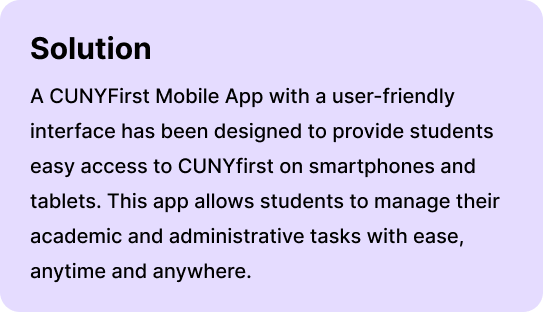 Solution
A CUNYFirst Mobile App with a user-friendly
interface has been designed to provide students
easy access to CUNYfirst on smartphones and
tablets. This app allows students to manage their
academic and administrative tasks with ease,
anytime and anywhere.